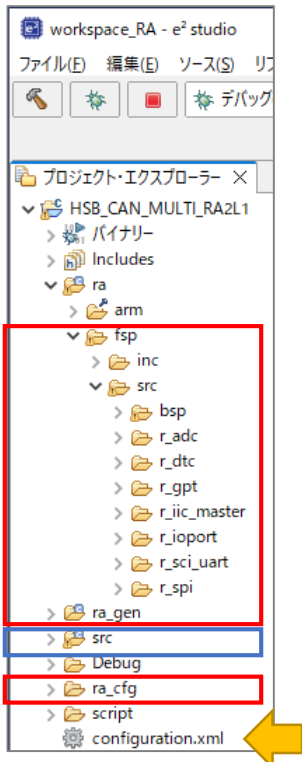 workspace_RA - e² studio
ファイル(F) 編集(E) ソース(S) リフ
デバッグ
プロジェクト・エクスプローラー
HSB_CAN_MULTI_RA2L1
バイナリー
Includes
ra
arm
fsp
inc
src
bsp
r_adc
r_dtc
r_gpt
r_iic_master
r_ioport
r_sci_uart
r_spi
ra_gen
src
Debug
ra_cfg
script
configuration.xml